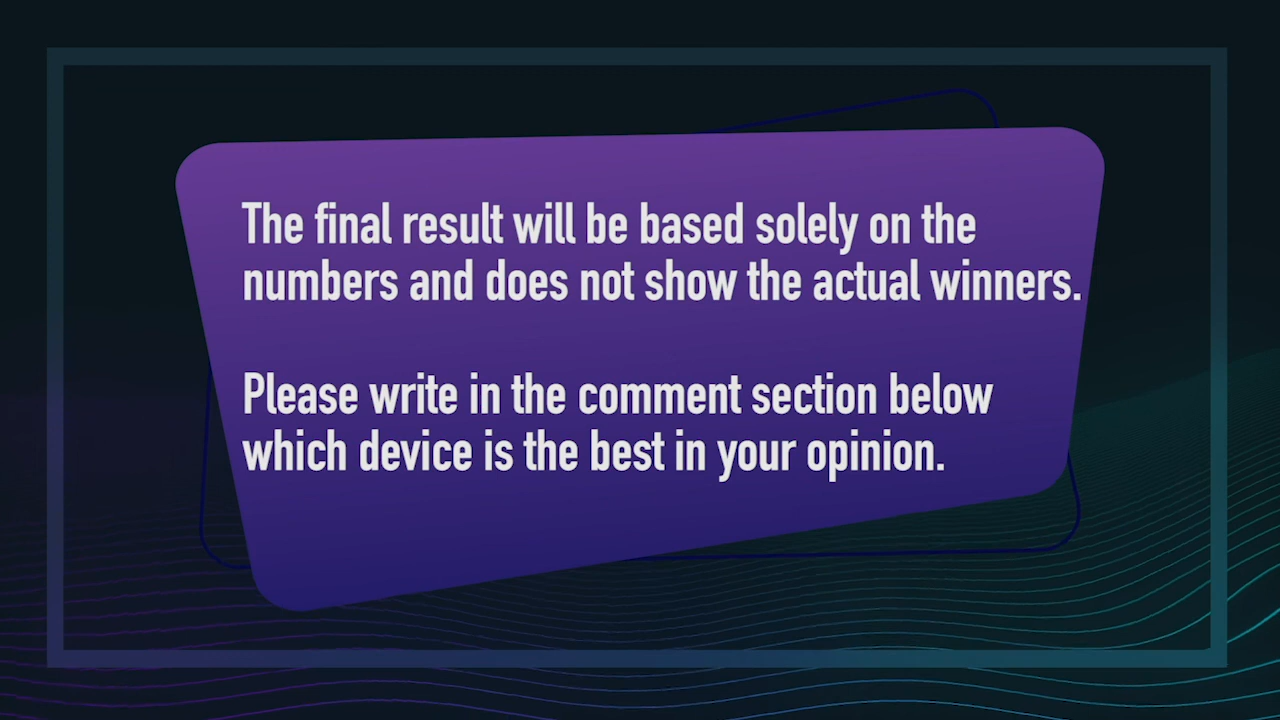 The final result will be based solely on the
numbers and does not show the actual winners.
Please write in the comment section below
which device is the best in your opinion.